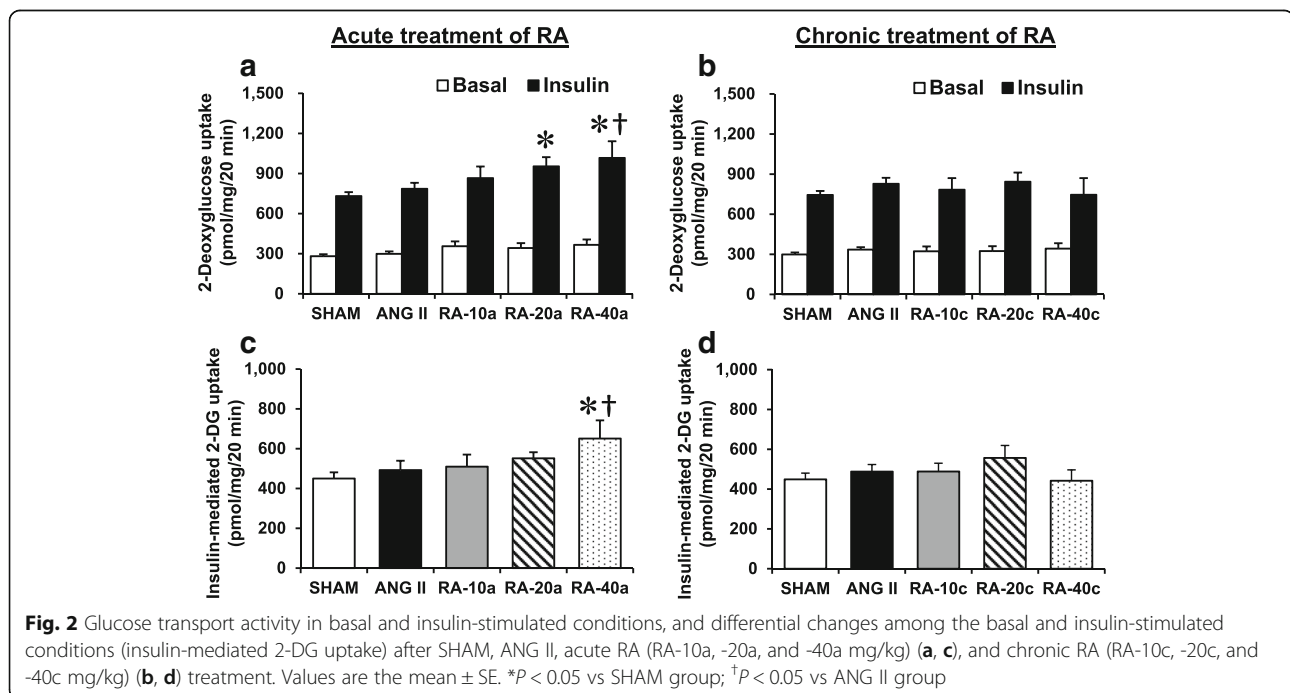 Acute treatment of RA
Chronic treatment of RA
a
Basal
Insulin
2-Deoxyglucose uptake
(pmol/mg/20 min)
1,500
1,200
900
600
300
0
*
*†
SHAM
ANG II
RA-10a
RA-20a
RA-40a
b
Basal
Insulin
2-Deoxyglucose uptake
(pmol/mg/20 min)
1,500
1,200
900
600
300
0
SHAM
ANG II
RA-10c
RA-20c
RA-40c
c
Insulin-mediated 2-DG uptake
(pmol/mg/20 min)
1,000
800
600
400
200
0
*†
SHAM
ANG II
RA-10a
RA-20a
RA-40a
d
Insulin-mediated 2-DG uptake
(pmol/mg/20 min)
1,000
800
600
400
200
0
SHAM
ANG II
RA-10c
RA-20c
RA-40c
Fig. 2 Glucose transport activity in basal and insulin-stimulated conditions, and differential changes among the basal and insulin-stimulated
conditions (insulin-mediated 2-DG uptake) after SHAM, ANG II, acute RA (RA-10a, -20a, and -40a mg/kg) (a, c), and chronic RA (RA-10c, -20c, and
-40c mg/kg) (b, d) treatment. Values are the mean ± SE. *P < 0.05 vs SHAM group; †P < 0.05 vs ANG II group